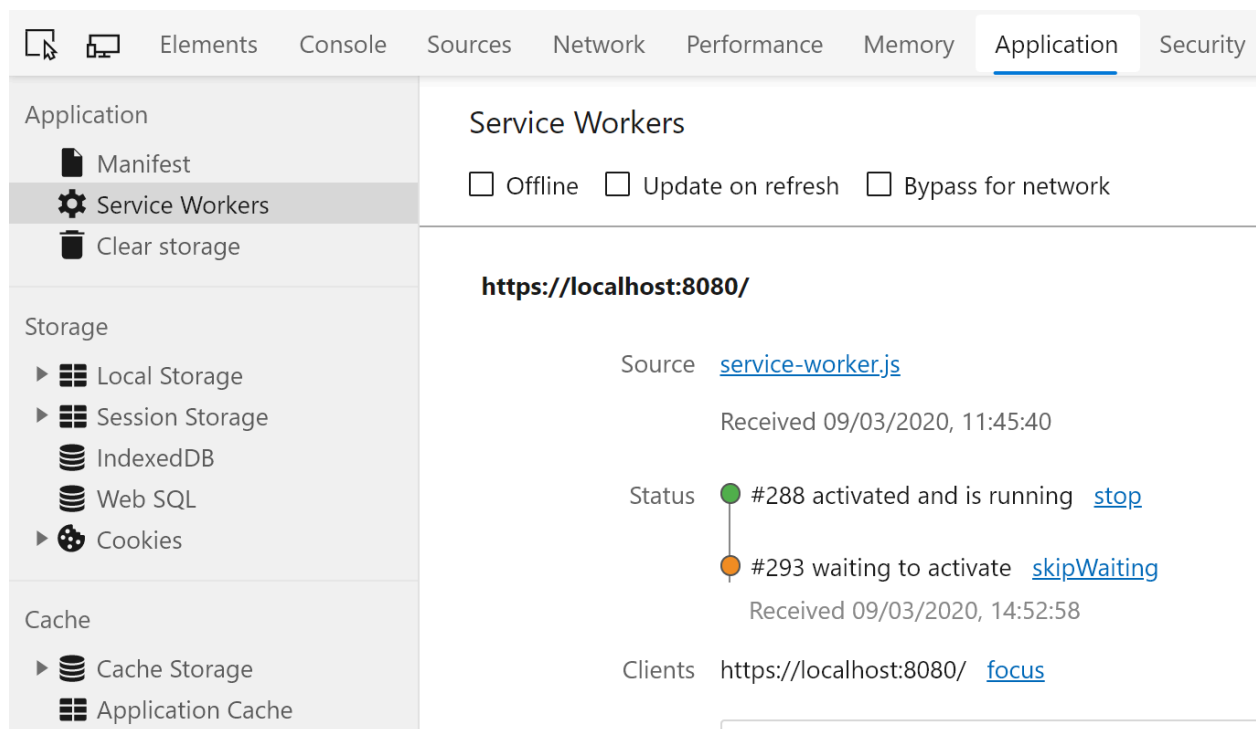 Elements Console Sources Network Performance Memory Application Security
Application
Manifest
Service Workers
Clear storage
Storage
Local Storage
Session Storage
IndexedDB
Web SQL
Cookies
Cache
Cache Storage
Application Cache
Service Workers
Offline Update on refresh Bypass for network
https://localhost:8080/
Source service-worker.js
Received 09/03/2020, 11:45:40
Status #288 activated and is running stop
#293 waiting to activate skipWaiting
Received 09/03/2020, 14:52:58
Clients https://localhost:8080/ focus